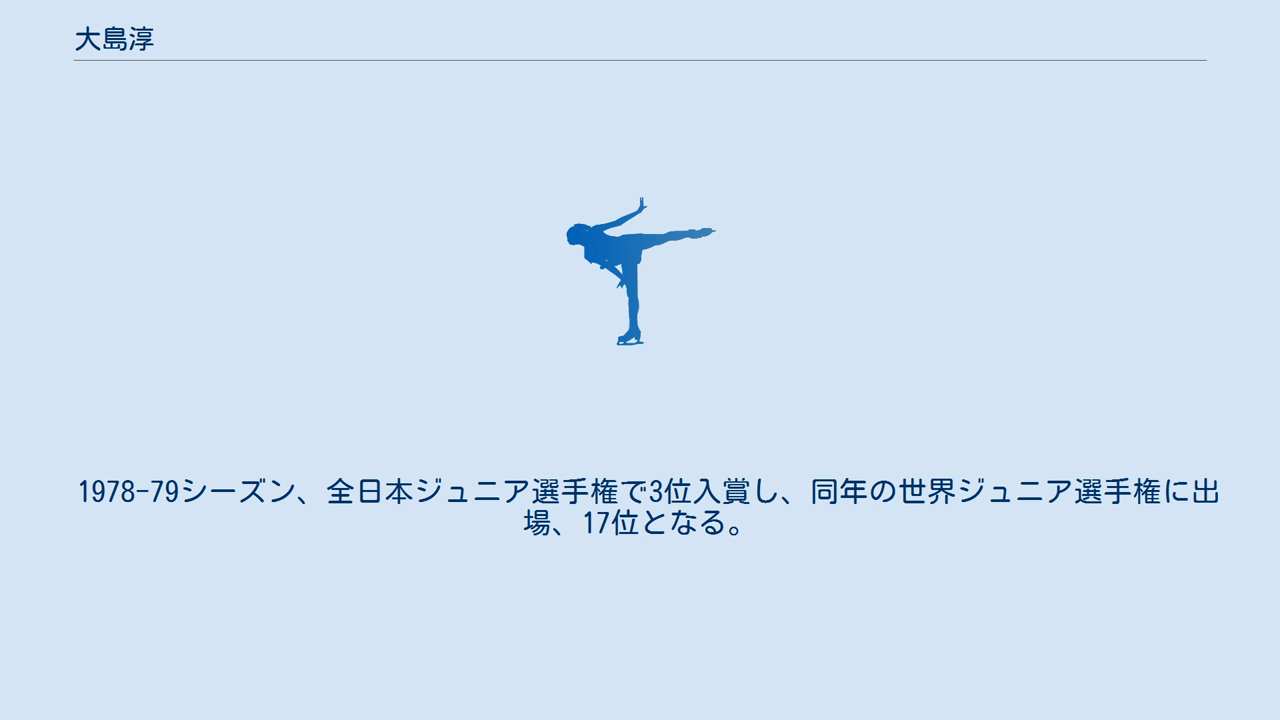 大島淳
1978-79シーズン、全日本ジュニア選手権で3位入賞し、同年の世界ジュニア選手権に出
場、17位となる。